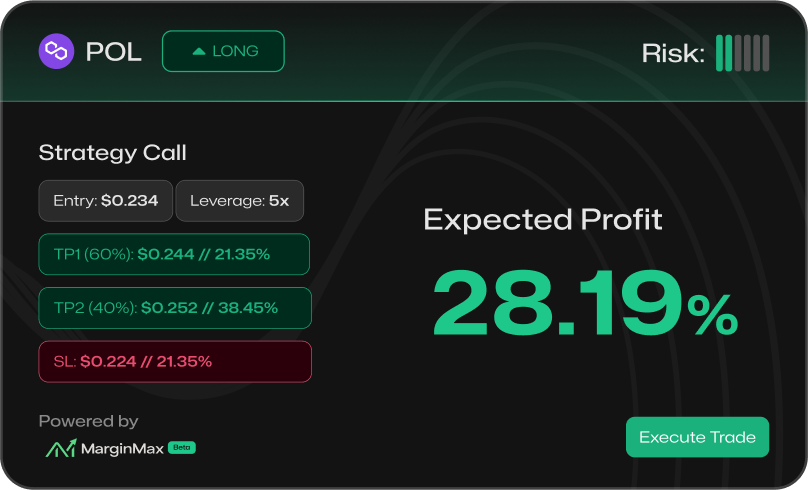 POL
LONG
Risk:
Strategy Call
Entry: $0.234
Leverage: 5x
TP1 (60%): $0.244 // 21.35%
TP2 (40%): $0.252 // 38.45%
SL: $0.224 // 21.35%
Expected Profit
28.19%
Powered by
MarginMax Beta
Execute Trade